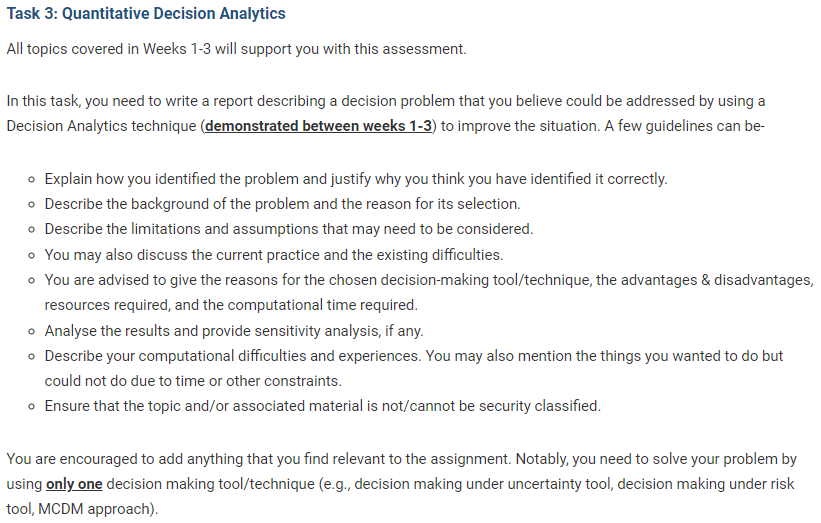 Task 3: Quantitative Decision Analytics
All topics covered in Weeks 1-3 will support you with this assessment.
In this task, you need to write a report describing a decision problem that you believe could be addressed by using a
Decision Analytics technique (demonstrated between weeks 1-3) to improve the situation. A few guidelines can be-
o Explain how you identified the problem and justify why you think you have identified it correctly.
o Describe the background of the problem and the reason for its selection.
o Describe the limitations and assumptions that may need to be considered.
o You may also discuss the current practice and the existing difficulties.
o You are advised to give the reasons for the chosen decision-making tool/technique, the advantages & disadvantages,
resources required, and the computational time required.
o Analyse the results and provide sensitivity analysis, if any.
o Describe your computational difficulties and experiences. You may also mention the things you wanted to do but
could not do due to time or other constraints.
o Ensure that the topic and/or associated material is not/cannot be security classified.
You are encouraged to add anything that you find relevant to the assignment. Notably, you need to solve your problem by
using only one decision making tool/technique (e.g., decision making under uncertainty tool, decision making under risk
tool, MCDM approach).